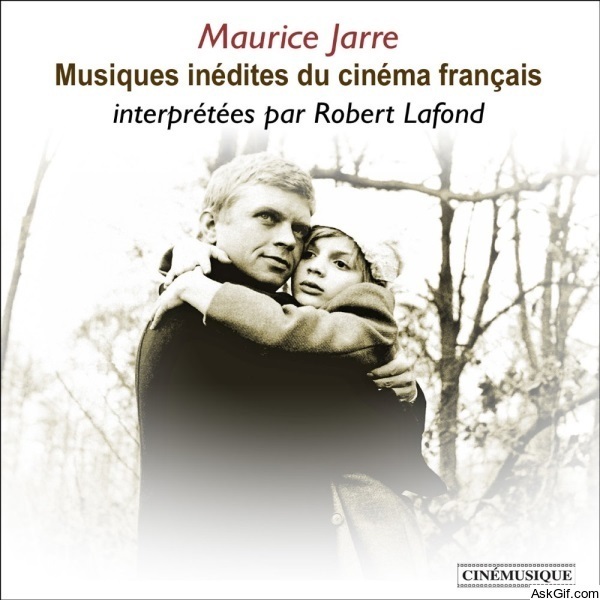 Maurice Jarre
Musiques inédites du cinéma français
interprétées par Robert Lafond
CINÉMUSIQUE
AskGif.com